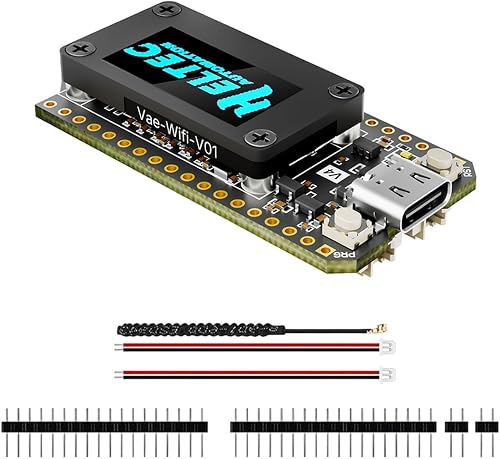 HELTEC
AUTOMATION
Vae-Wifi-V01
V4
RST
PRG